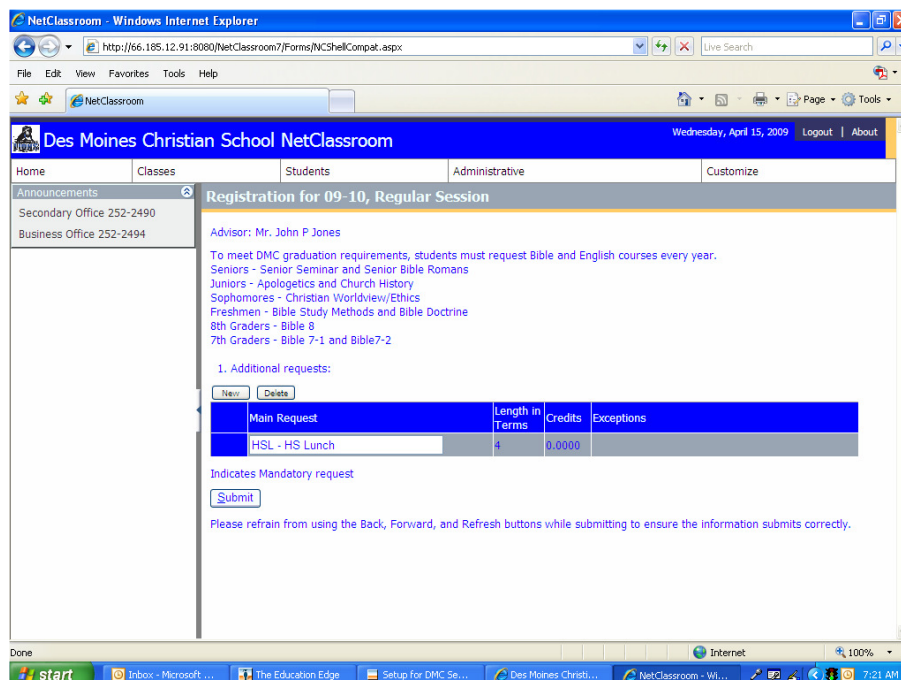 NetClassroom - Windows Internet Explorer
http://66.185.12.91:8080/NetClassroom7/Forms/NCShellCompat.aspx
Live Search
File Edit View Favorites Tools Help
NetClassroom
Page Tools
Des Moines Christian School NetClassroom
Wednesday, April 15, 2009 Logout | About
Home Classes Students Administrative Customize
Announcements
Secondary Office 252-2490
Business Office 252-2494
Registration for 09-10, Regular Session
Advisor: Mr. John P Jones
To meet DMC graduation requirements, students must request Bible and English courses every year.
Seniors - Senior Seminar and Senior Bible Romans
Juniors - Apologetics and Church History
Sophomores - Christian Worldview/Ethics
Freshmen - Bible Study Methods and Bible Doctrine
8th Graders - Bible 8
7th Graders - Bible 7-1 and Bible7-2
1. Additional requests:
New Delete
Main Request Length in Terms Credits Exceptions
HSL - HS Lunch 4 0.0000
Indicates Mandatory request
Submit
Please refrain from using the Back, Forward, and Refresh buttons while submitting to ensure the information submits correctly.
Done Internet 100%
start Inbox - Microsoft ... The Education Edge Setup for DMC Se... Des Moines Christi... NetClassroom - Wi... 7:21 AM